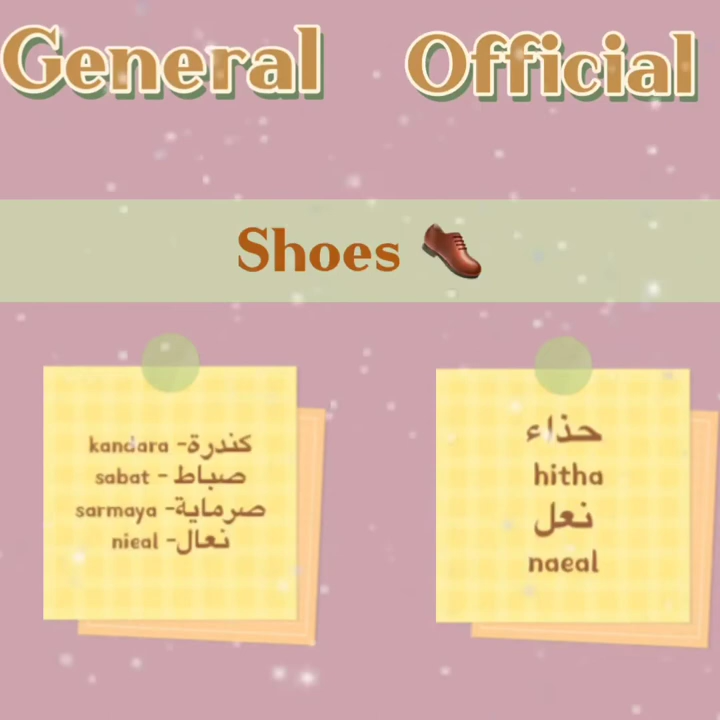 General
Official
Shoes
kandara - كندرة
sabat - صباط
sarmaya - صرماية
nieal - نعال
حذاء
hitha
نعل
naeal